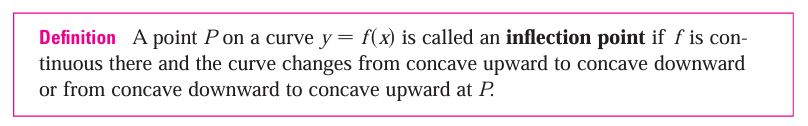 Definition A point P on a curve y = f(x) is called an inflection point if f is con-
tinuous there and the curve changes from concave upward to concave downward
or from concave downward to concave upward at P.